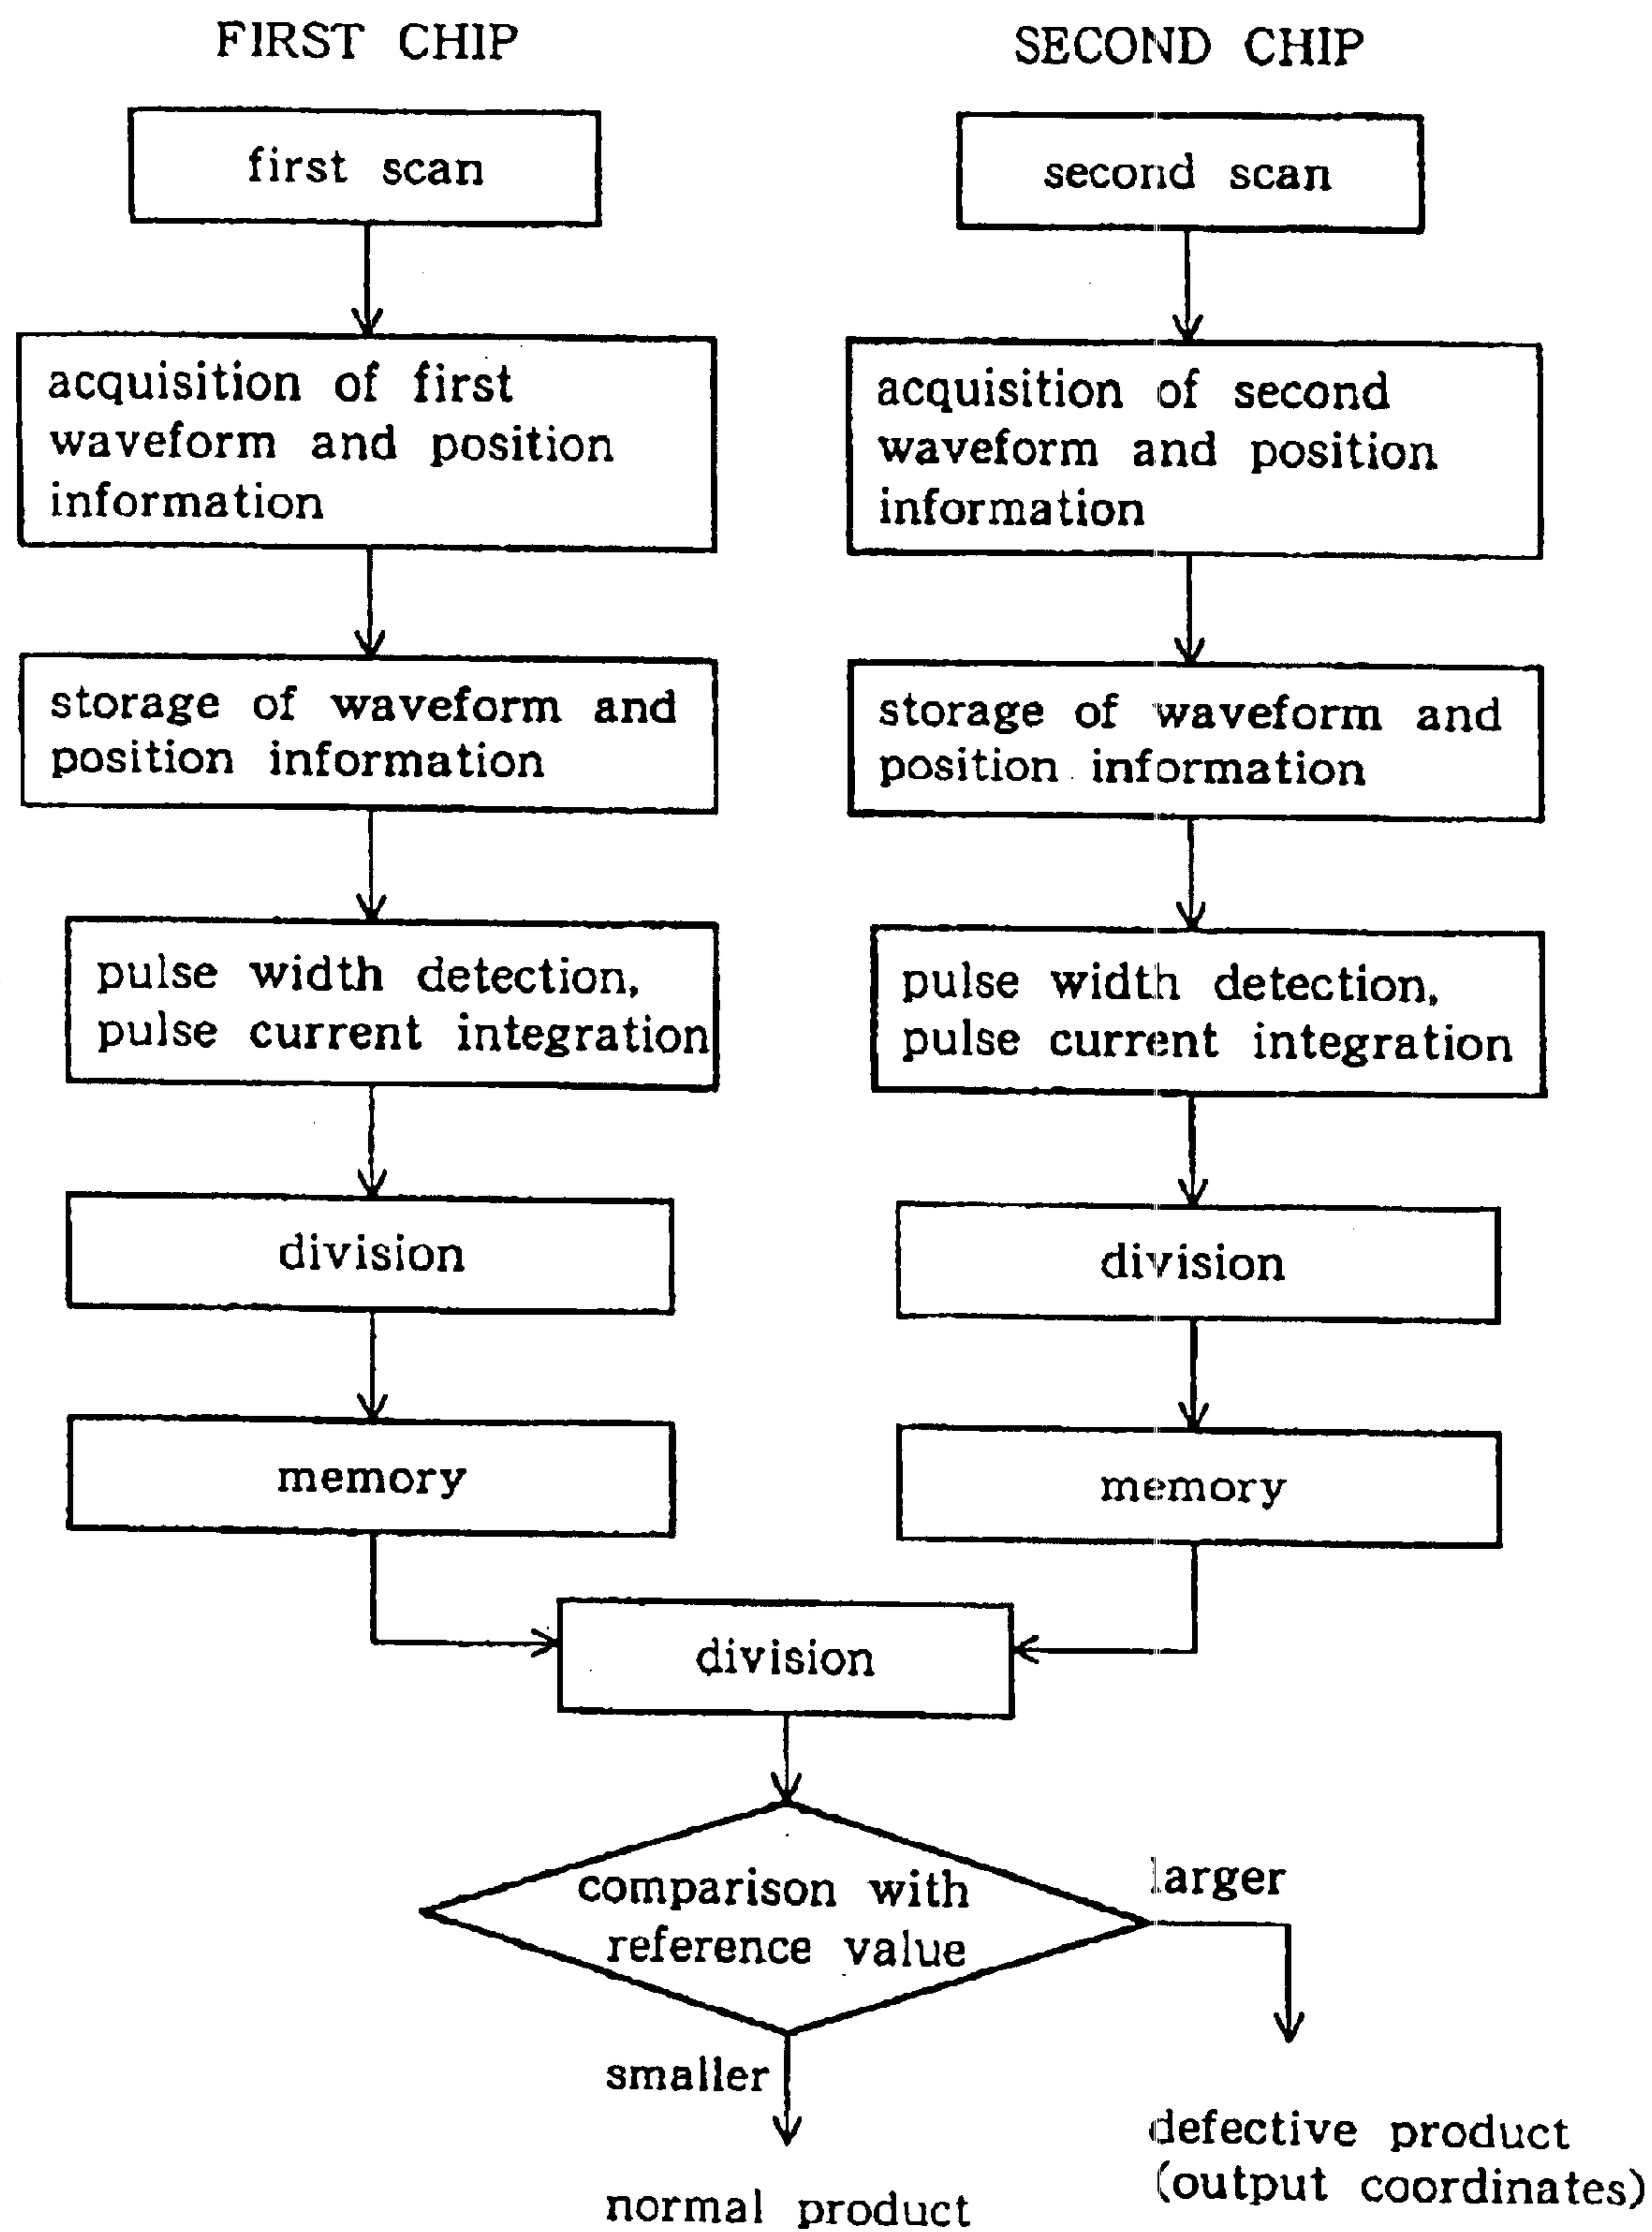 FIRST CHIP
first scan
acquisition of first
waveform and position
information
storage of waveform and
position information
pulse width detection,
pulse current integration
division
memory
SECOND CHIP
second scan
acquisition of second
waveform and position
information
storage of waveform and
position information
pulse width detection,
pulse current integration
division
memory
division
comparison with
reference value
larger
smaller
defective product
(output coordinates)
normal product